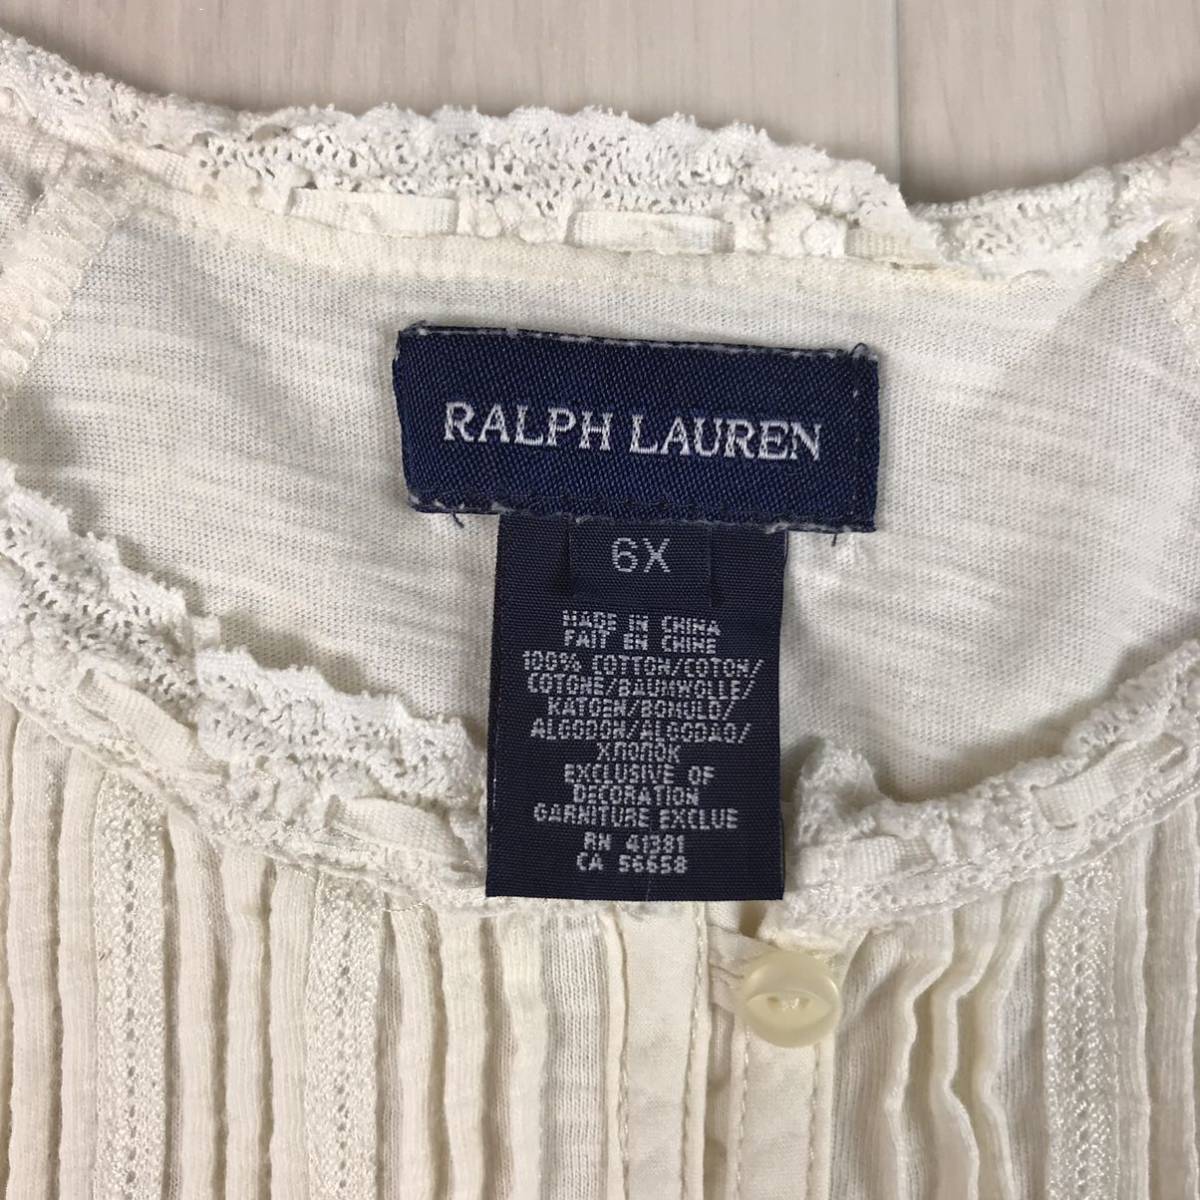 RALPH LAUREN
6X
MADE IN CHINA
FAIT EN CHINE
100% COTTON/COTON/
COTONE/BAUMWOLLE/
KATOEN/BOMULD/
ALGODON/ALGODAO/
ХЛОПОК
EXCLUSIVE OF
DECORATION
GARNITURE EXCLUE
RN 41381
CA 56658